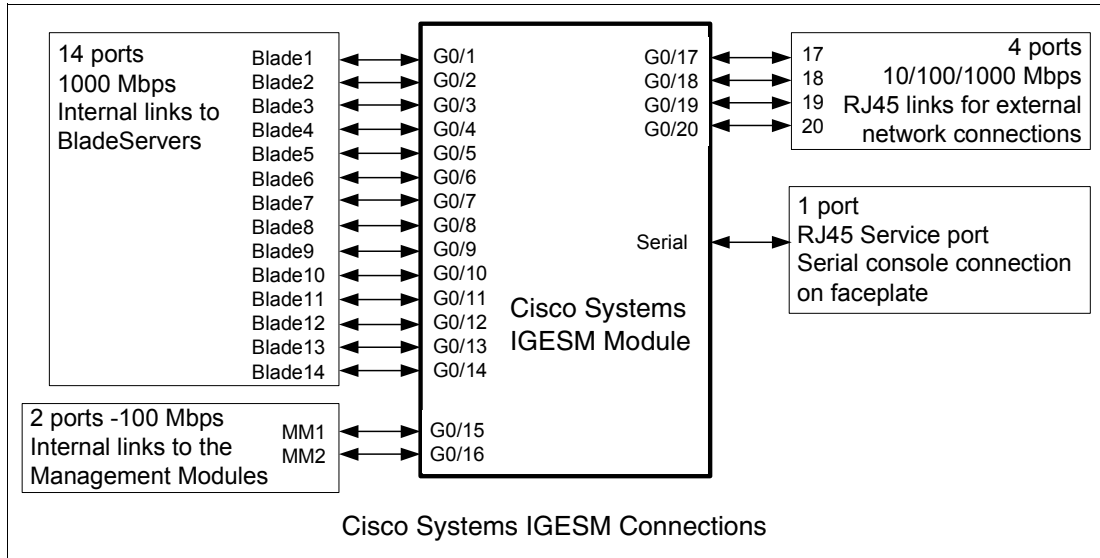 14 ports
1000 Mbps
Internal links to
BladeServers
Blade1
Blade2
Blade3
Blade4
Blade5
Blade6
Blade7
Blade8
Blade9
Blade10
Blade11
Blade12
Blade13
Blade14
2 ports -100 Mbps
Internal links to the
Management Modules
MM1
MM2
G0/1
G0/2
G0/3
G0/4
G0/5
G0/6
G0/7
G0/8
G0/9
G0/10
G0/11
G0/12
G0/13
G0/14
G0/15
G0/16
Cisco Systems
IGESM Module
G0/17
G0/18
G0/19
G0/20
Serial
17
18
19
20
4 ports
10/100/1000 Mbps
RJ45 links for external
network connections
1 port
RJ45 Service port
Serial console connection
on faceplate
Cisco Systems IGESM Connections